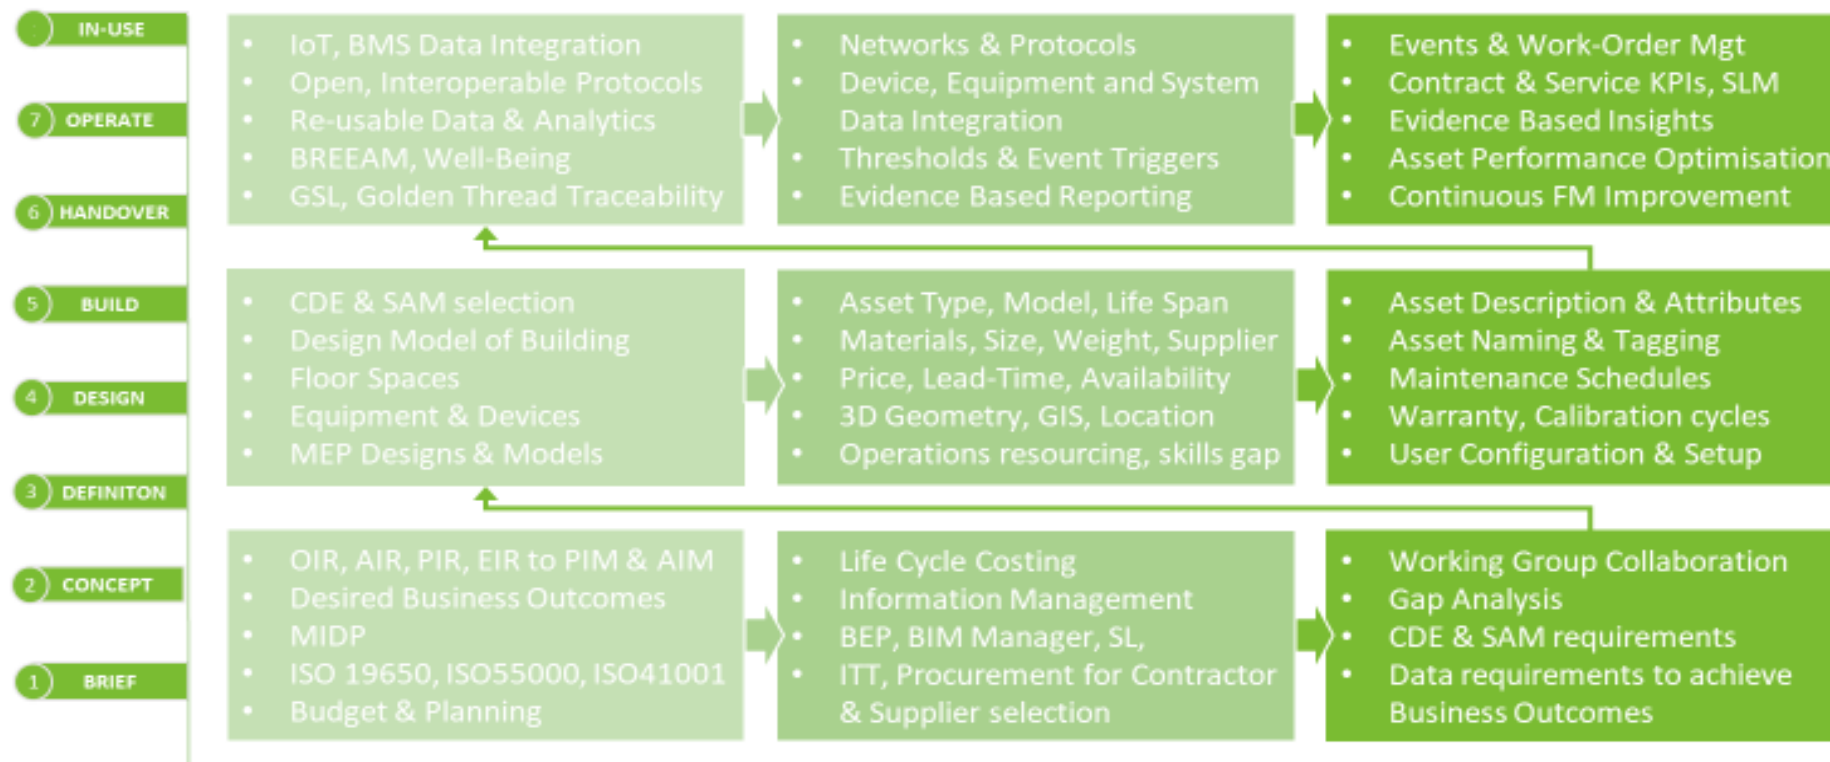 IN-USE
7 OPERATE
6 HANDOVER
5 BUILD
4 DESIGN
3 DEFINITON
2 CONCEPT
1 BRIEF
• IoT, BMS Data Integration
• Open, Interoperable Protocols
• Re-usable Data & Analytics
• BREEAM, Well-Being
• GSL, Golden Thread Traceability
• Networks & Protocols
• Device, Equipment and System
Data Integration
• Thresholds & Event Triggers
• Evidence Based Reporting
• Events & Work-Order Mgt
• Contract & Service KPIs, SLM
• Evidence Based Insights
• Asset Performance Optimisation
• Continuous FM Improvement
• CDE & SAM selection
• Design Model of Building
• Floor Spaces
• Equipment & Devices
• MEP Designs & Models
• Asset Type, Model, Life Span
• Materials, Size, Weight, Supplier
• Price, Lead-Time, Availability
• 3D Geometry, GIS, Location
• Operations resourcing, skills gap
• Asset Description & Attributes
• Asset Naming & Tagging
• Maintenance Schedules
• Warranty, Calibration cycles
• User Configuration & Setup
• OIR, AIR, PIR, EIR to PIM & AIM
• Desired Business Outcomes
• MIDP
• ISO 19650, ISO55000, ISO41001
• Budget & Planning
• Life Cycle Costing
• Information Management
• BEP, BIM Manager, SL,
• ITT, Procurement for Contractor
& Supplier selection
• Working Group Collaboration
• Gap Analysis
• CDE & SAM requirements
• Data requirements to achieve
Business Outcomes